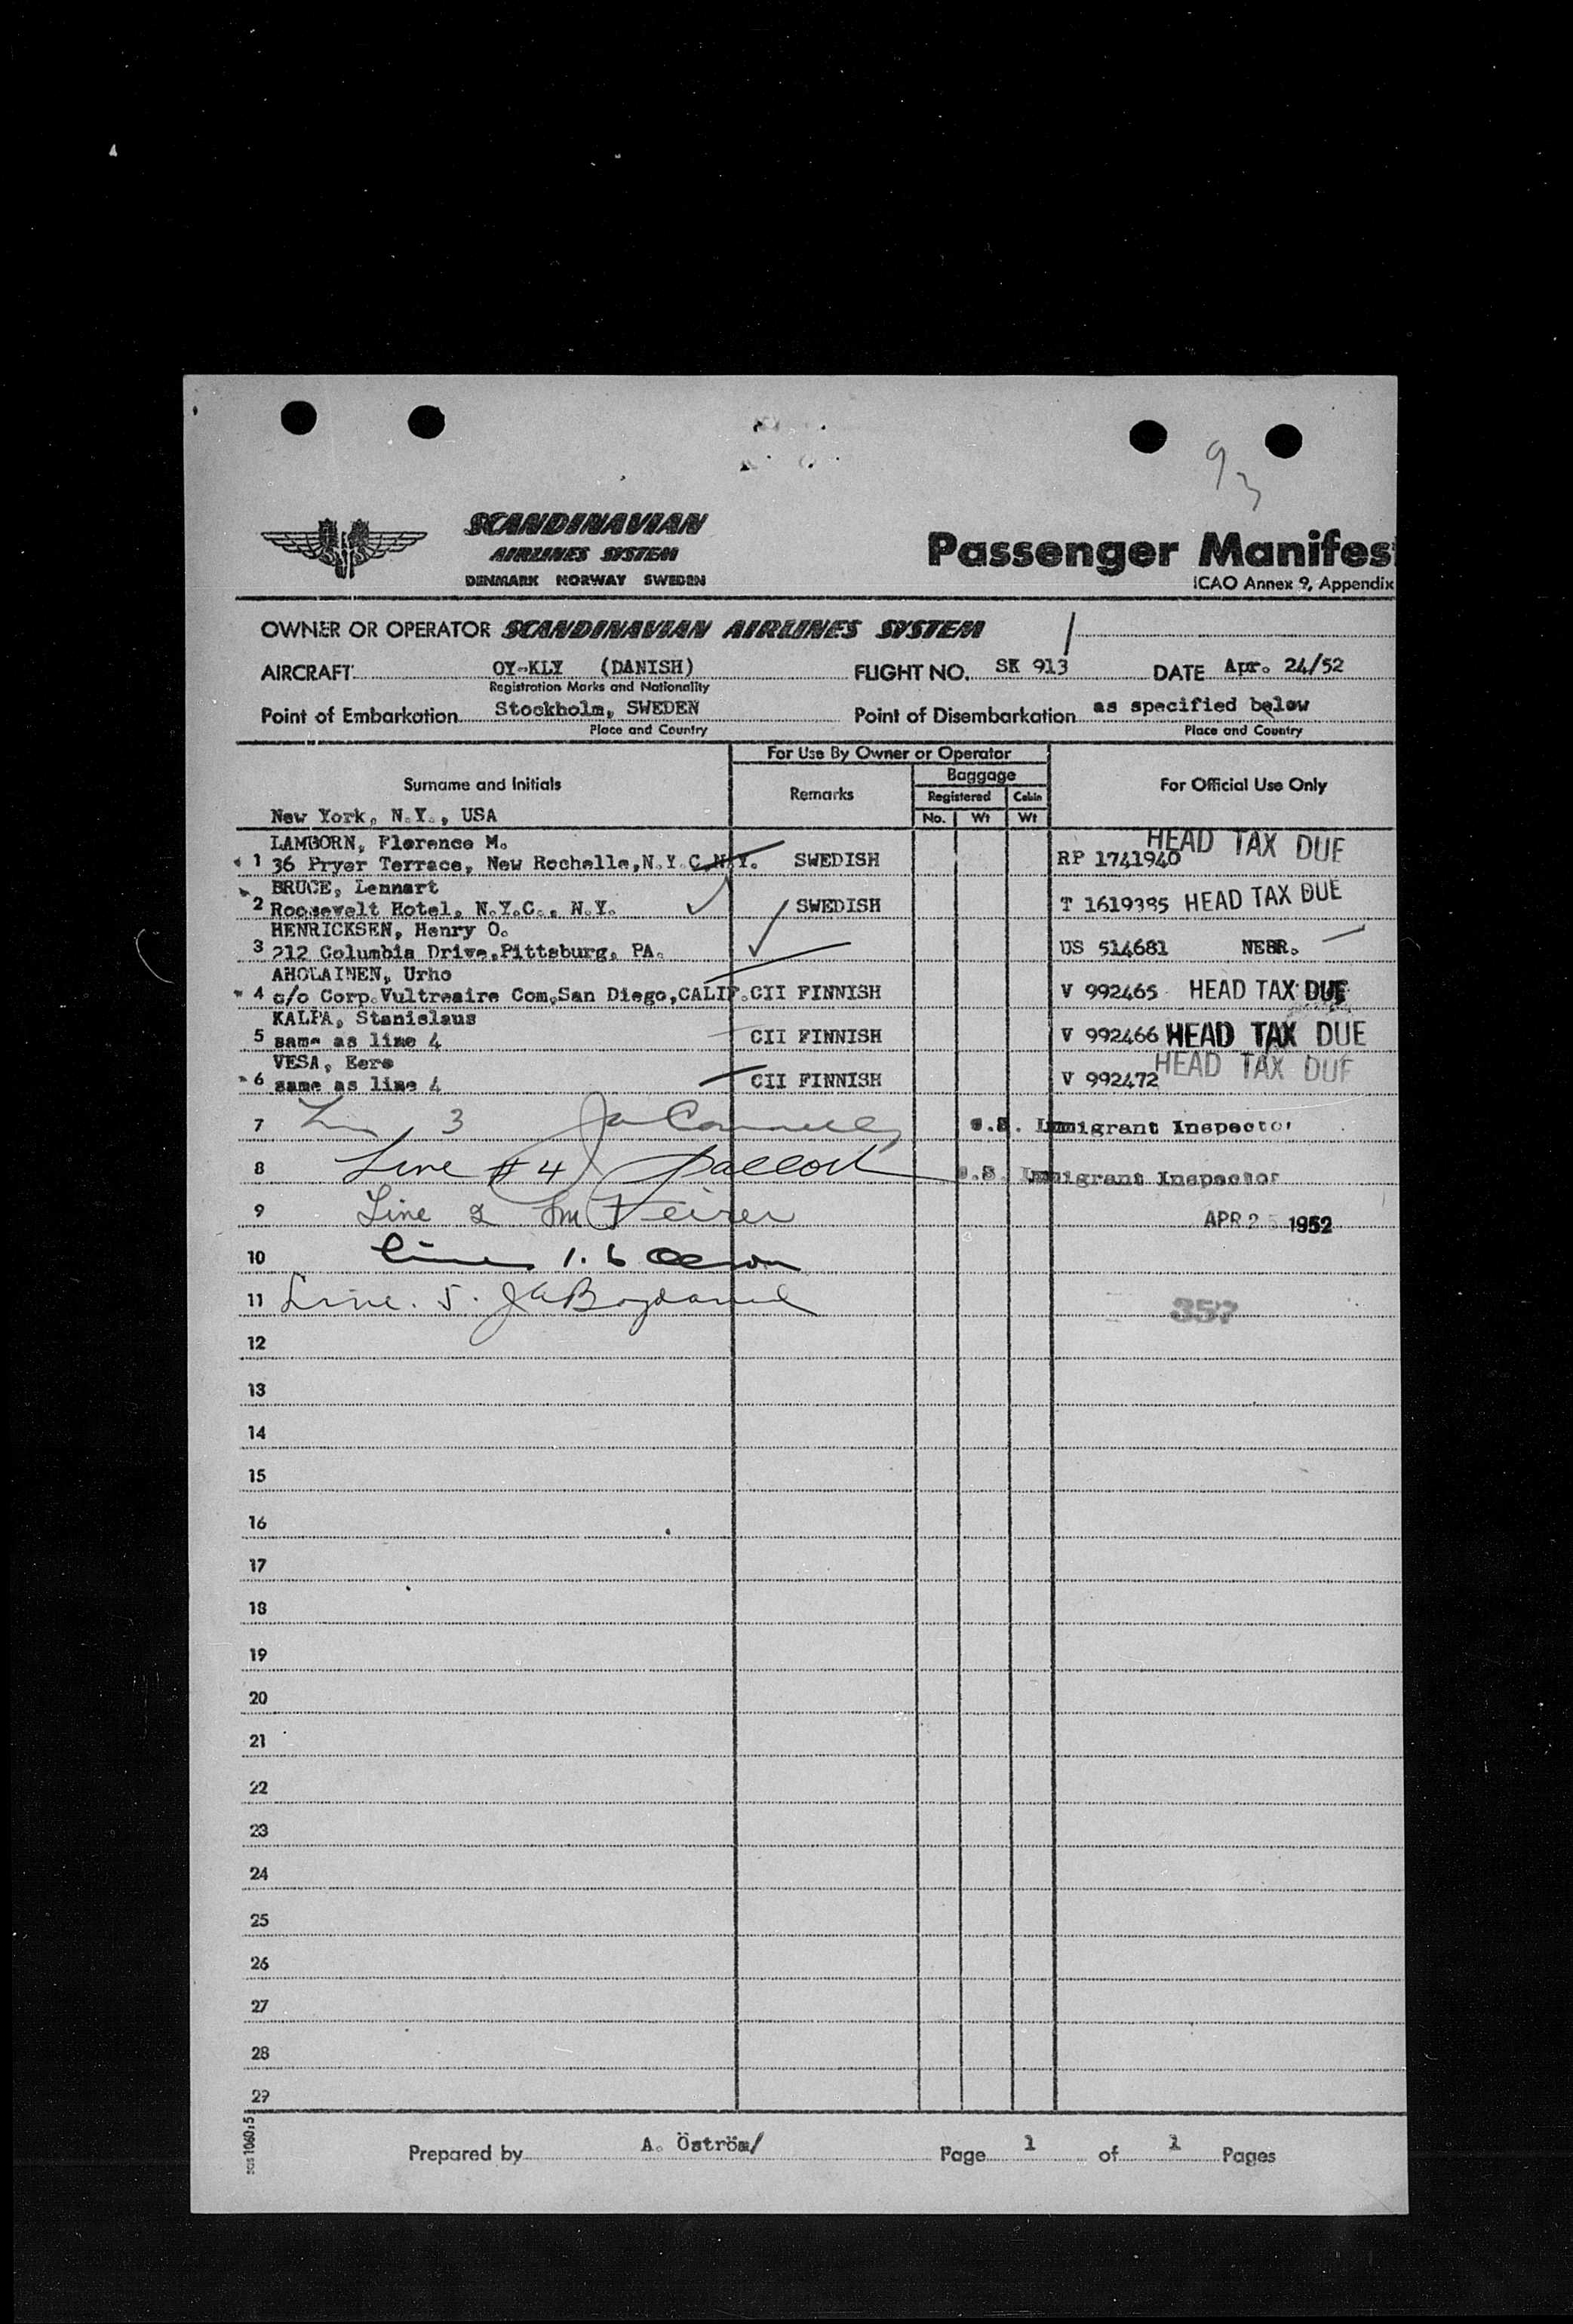 93
SCANDINAVIAN
AIRLINES SYSTEM
DENMARK NORWAY SWEDEN
Passenger Manifes
ICAO Annex 9, Appendix
OWNER OR OPERATOR SCANDINAVIAN AIRLINES SYSTEM
AIRCRAFT OY-KLY (DANISH) FLIGHT NO. SK 913 DATE Apr. 24/52
Registration Marks and Nationality
Point of Embarkation Stockholm, SWEDEN Point of Disembarkation as specified below
Place and Country Place and Country
For Use By Owner or Operator
Surname and Initials Remarks Baggage For Official Use Only
Registered Cabin
New York, N.Y., USA No. Wt Wt
LAMBORN, Florence M. HEAD TAX DUE
1 36 Pryer Terrace, New Rochelle,N.Y.C.N.Y. SWEDISH RP 1741940
BRUCE, Lennart
2 Roosevelt Hotel, N.Y.C., N.Y. SWEDISH T 1619385 HEAD TAX DUE
HENRICKSEN, Henry O.
3 212 Columbia Drive,Pittsburg, PA. US 514681 NEBR.
AHOLAINEN, Urho
4 c/o Corp.Vultreaire Com,San Diego,CALIF. CII FINNISH V 992465 HEAD TAX DUE
KALPA, Stanislaus
5 same as line 4 CII FINNISH V 992466 HEAD TAX DUE
VESA, Eero HEAD TAX DUE
6 same as line 4 CII FINNISH V 992472
7 3 Immigrant Inspector
8 Line #4 Immigrant Inspector
9 Line 2 APR 25 1952
10 Lines 1.6
11 Line. 5. 357
12
13
14
15
16
17
18
19
20
21
22
23
24
25
26
27
28
29
sas 1060:5
Prepared by A. Öström/ Page 1 of 1 Pages